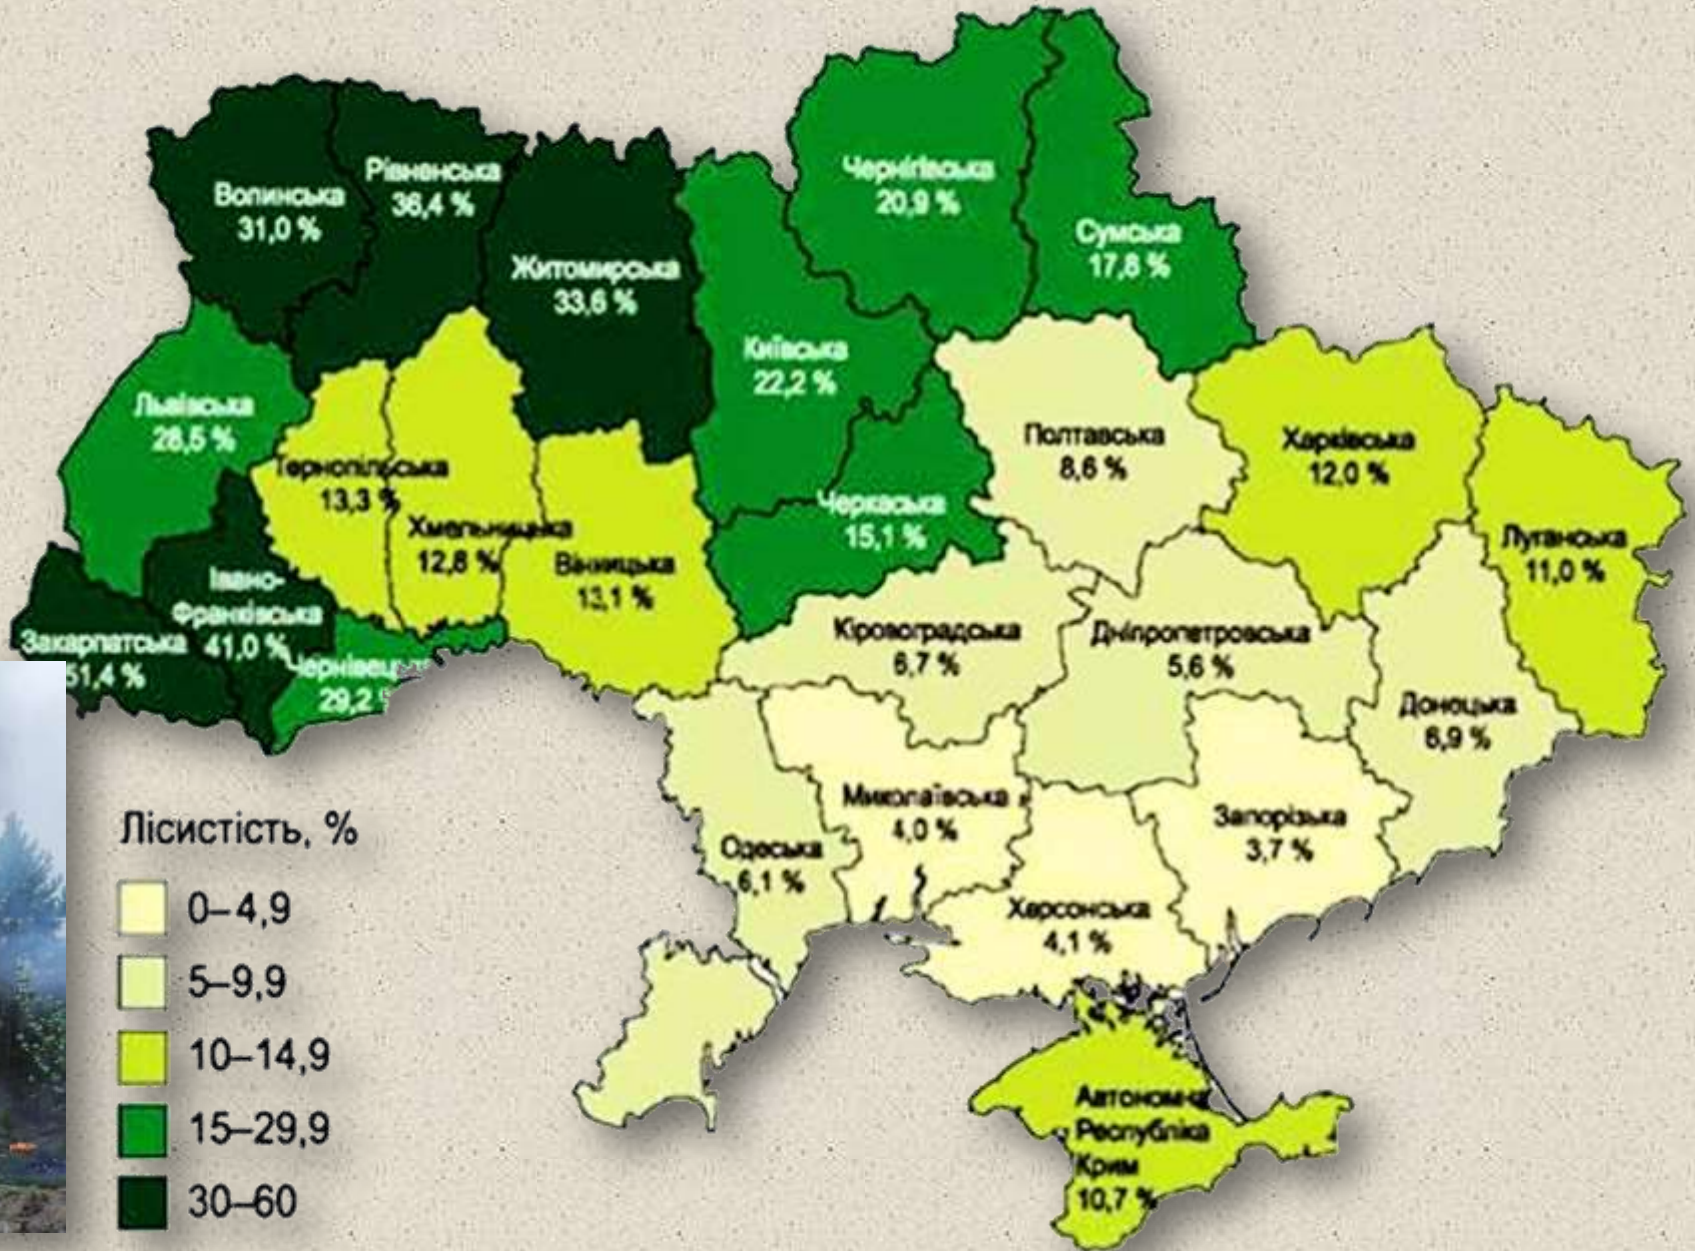 Волинська
31,0 %
Рівненська
36,4 %
Житомирська
33,6 %
Чернігівська
20,9 %
Сумська
17,8 %
Київська
22,2 %
Львівська
28,5 %
Тернопільська
13,3 %
Хмельницька
12,8 %
Вінницька
13,1 %
Черкаська
15,1 %
Полтавська
8,6 %
Харківська
12,0 %
Луганська
11,0 %
Івано-
Франківська
41,0 %
Закарпатська
51,4 %
29,2
Кіровоградська
6,7 %
Дніпропетровська
5,6 %
Донецька
6,9 %
Миколаївська
4,0 %
Запорізька
3,7 %
Одеська
6,1 %
Херсонська
4,1 %
Автономна
Республіка
Крим
10,7 %
Лісистість, %
0–4,9
5–9,9
10–14,9
15–29,9
30–60